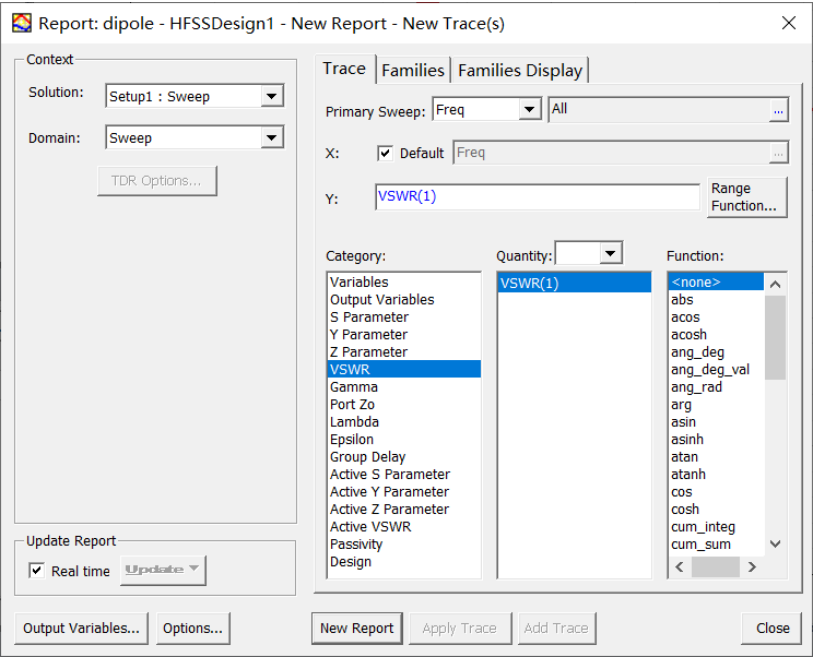 Report: dipole - HFSSDesign1 - New Report - New Trace(s)
Context
Solution: Setup1 : Sweep
Domain: Sweep
TDR Options...
Update Report
Real time Update
Output Variables... Options...
Trace Families Families Display
Primary Sweep: Freq All ...
X: Default Freq ...
Y: VSWR(1) Range
Function...
Category:
Variables
Output Variables
S Parameter
Y Parameter
Z Parameter
VSWR
Gamma
Port Zo
Lambda
Epsilon
Group Delay
Active S Parameter
Active Y Parameter
Active Z Parameter
Active VSWR
Passivity
Design
Quantity:
VSWR(1)
Function:
<none>
abs
acos
acosh
ang_deg
ang_deg_val
ang_rad
arg
asin
asinh
atan
atanh
cos
cosh
cum_integ
cum_sum
New Report Apply Trace Add Trace Close